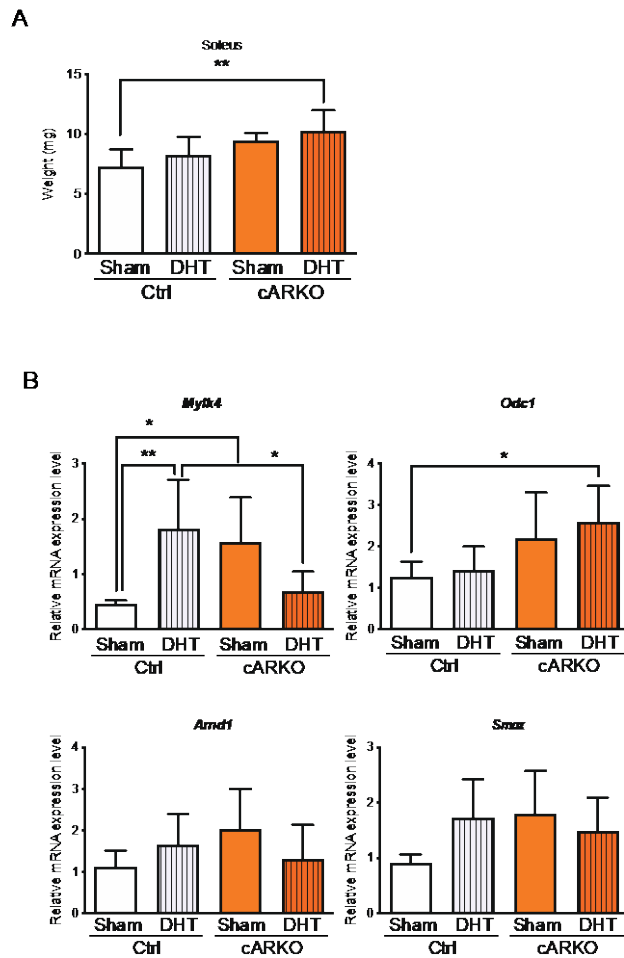 A
Soleus
**
Weight (mg)
15
10
5
0
Sham DHT Sham DHT
Ctrl cARKO
B
Mylk4
*
** *
Relative mRNA expression level
3
2
1
0
Sham DHT Sham DHT
Ctrl cARKO
Odc1
*
Relative mRNA expression level
4
3
2
1
0
Sham DHT Sham DHT
Ctrl cARKO
Amd1
Relative mRNA expression level
4
3
2
1
0
Sham DHT Sham DHT
Ctrl cARKO
Smox
Relative mRNA expression level
3
2
1
0
Sham DHT Sham DHT
Ctrl cARKO